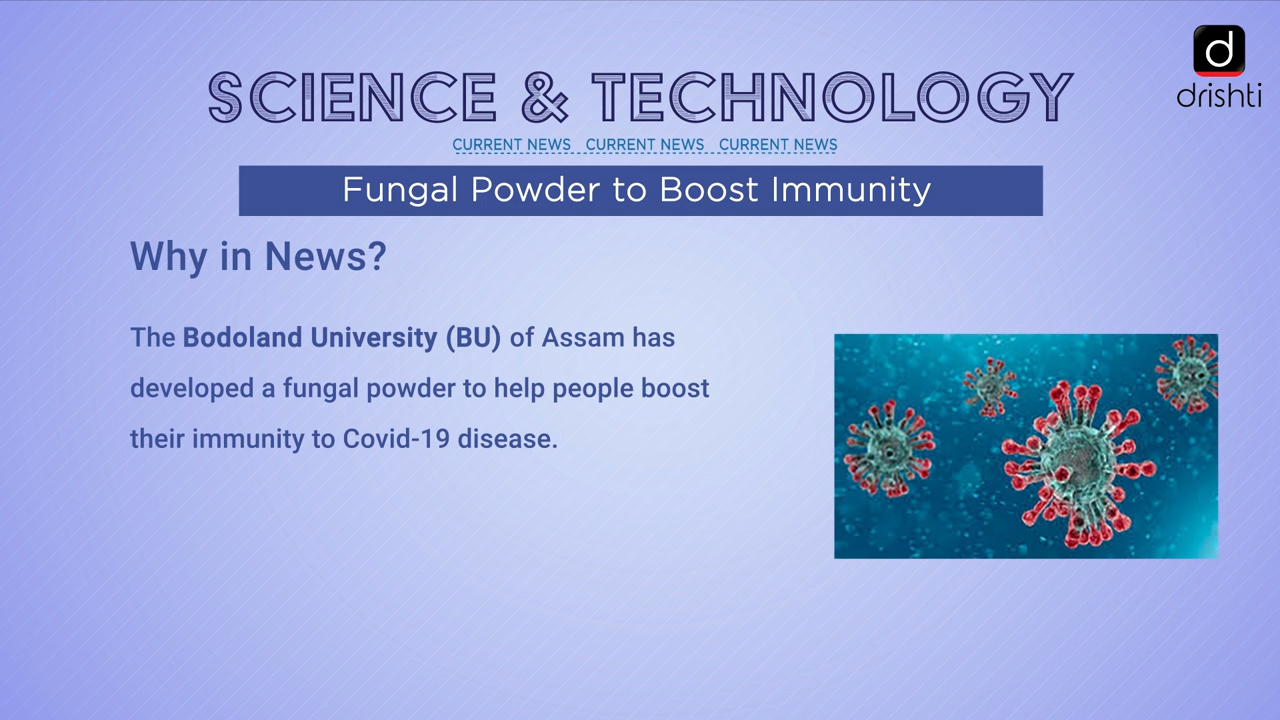 d
drishti
SCIENCE & TECHNOLOGY
CURRENT NEWS CURRENT NEWS CURRENT NEWS
Fungal Powder to Boost Immunity
Why in News?
The Bodoland University (BU) of Assam has
developed a fungal powder to help people boost
their immunity to Covid-19 disease.